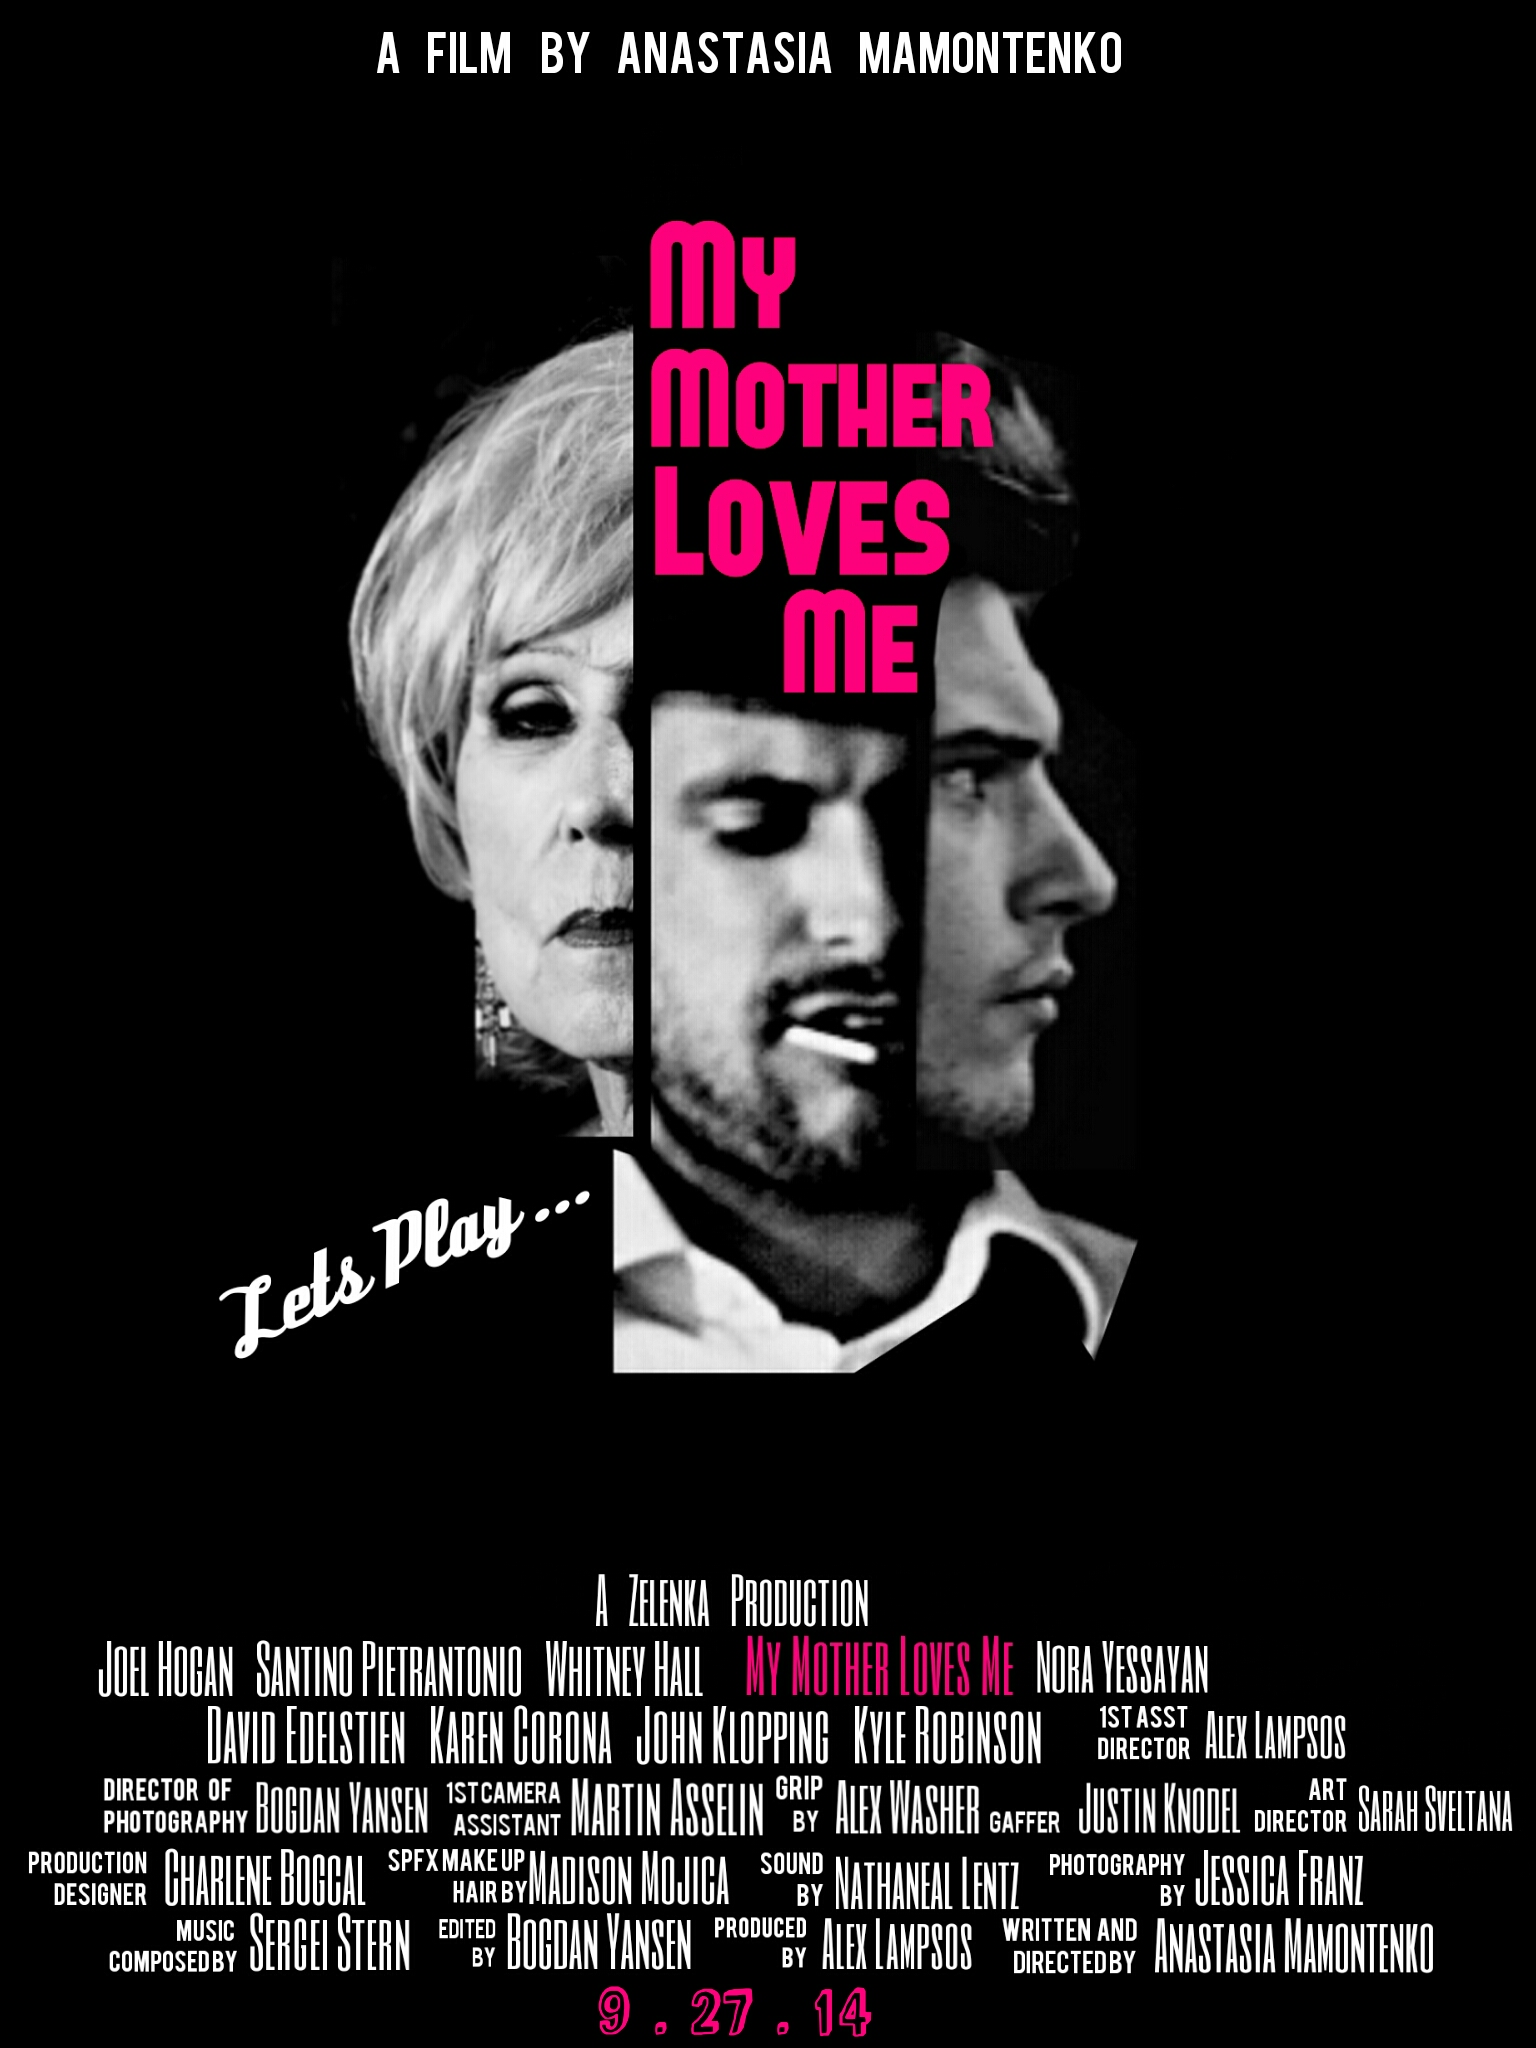 A FILM BY ANASTASIA MAMONTENKO
MY
MOTHER
LOVES
ME
Lets Play...
A ZELENKA PRODUCTION
JOEL HOGAN SANTINO PIETRANTONIO WHITNEY HALL MY MOTHER LOVES ME NORA YESSAYAN
DAVID EDELSTIEN KAREN CORONA JOHN KLOPPING KYLE ROBINSON 1ST ASST DIRECTOR ALEX LAMPSOS
DIRECTOR OF PHOTOGRAPHY BOGDAN YANSEN 1ST CAMERA ASSISTANT MARTIN ASSELIN GRIP BY ALEX WASHER GAFFER JUSTIN KNODEL ART DIRECTOR SARAH SVELTANA
PRODUCTION DESIGNER CHARLENE BOGCAL SPFX MAKE UP HAIR BY MADISON MOJICA SOUND BY NATHANEAL LENTZ PHOTOGRAPHY BY JESSICA FRANZ
MUSIC COMPOSED BY SERGEI STERN EDITED BY BOGDAN YANSEN PRODUCED BY ALEX LAMPSOS WRITTEN AND DIRECTED BY ANASTASIA MAMONTENKO
9 . 27 . 14